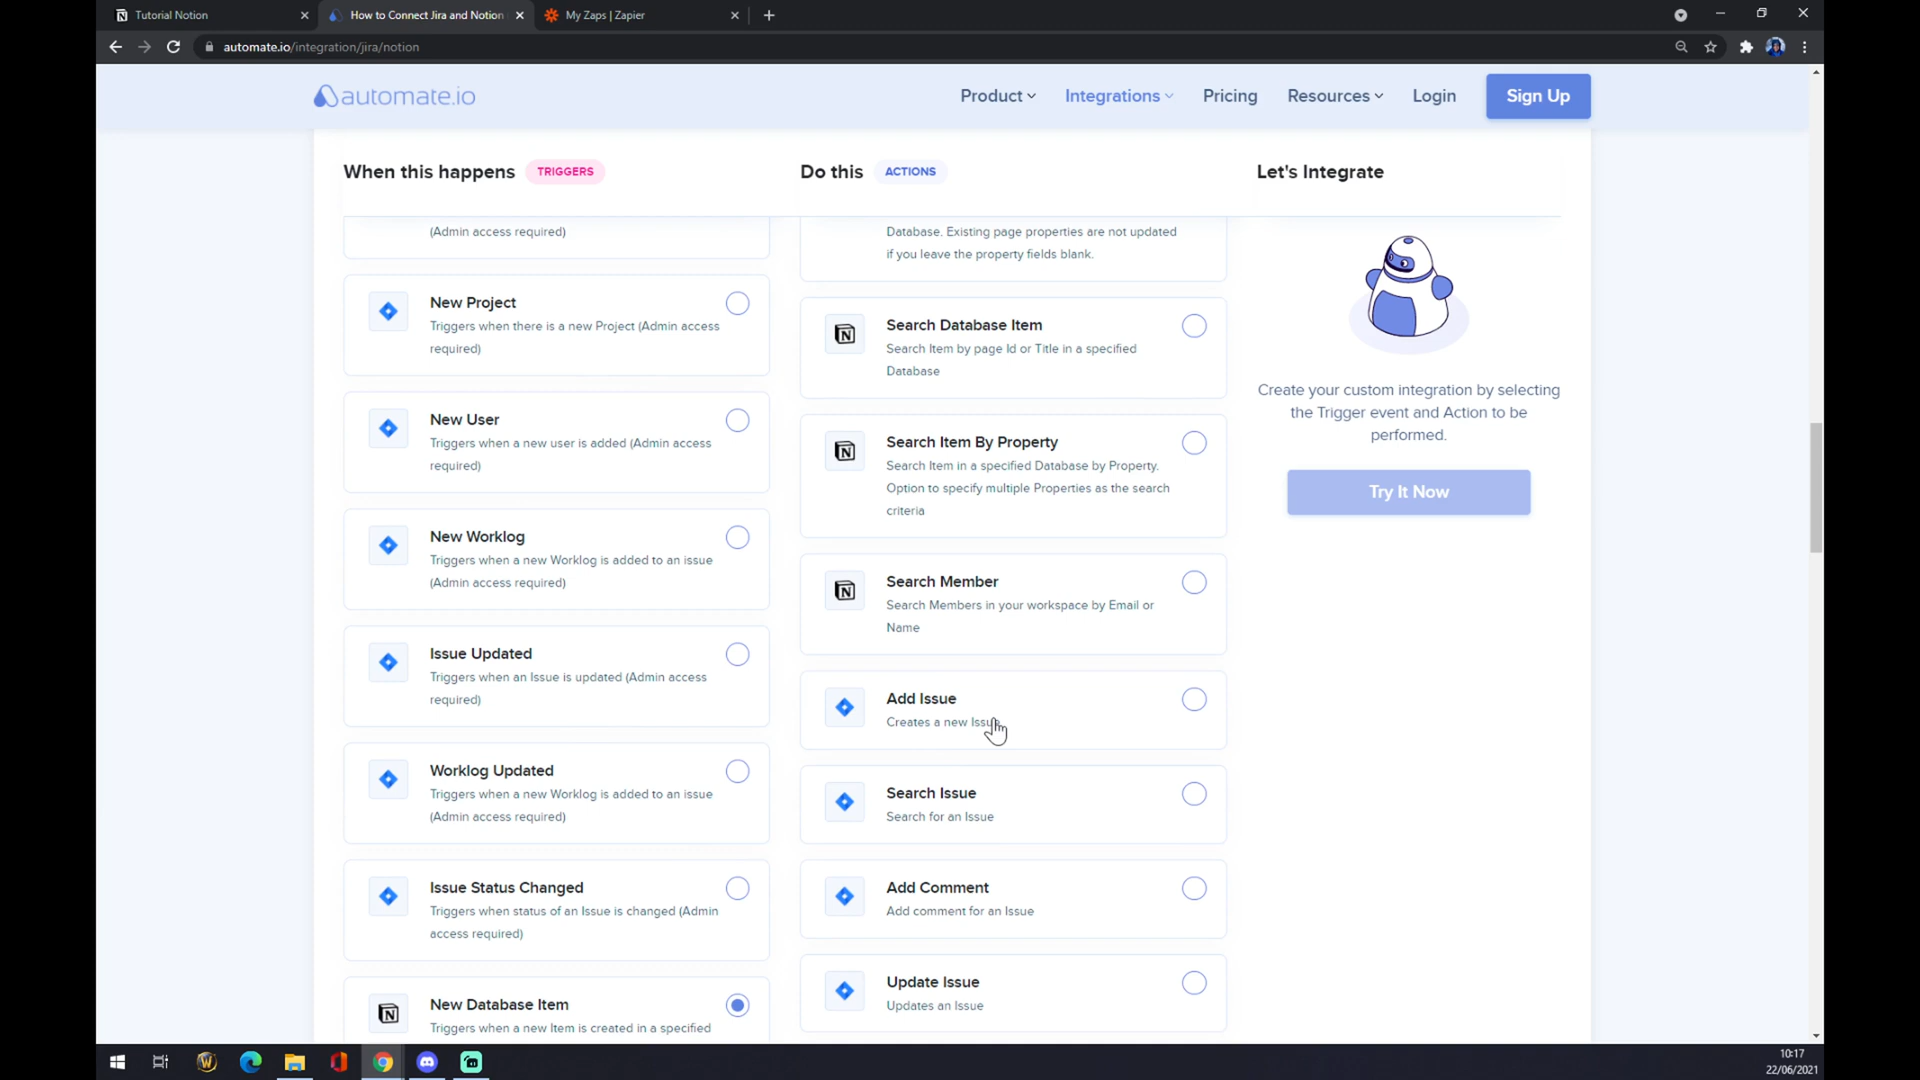 Tutorial Notion
How to Connect Jira and Notion
My Zaps | Zapier
automate.io/integration/jira/notion
automate.io
Product
Integrations
Pricing
Resources
Login
Sign Up
When this happens
TRIGGERS
Do this
ACTIONS
Let's Integrate
(Admin access required)
New Project
Triggers when there is a new Project (Admin access
required)
New User
Triggers when a new user is added (Admin access
required)
New Worklog
Triggers when a new Worklog is added to an issue
(Admin access required)
Issue Updated
Triggers when an Issue is updated (Admin access
required)
Worklog Updated
Triggers when a new Worklog is added to an issue
(Admin access required)
Issue Status Changed
Triggers when status of an Issue is changed (Admin
access required)
New Database Item
Triggers when a new Item is created in a specified
Database. Existing page properties are not updated
if you leave the property fields blank.
Search Database Item
Search Item by page Id or Title in a specified
Database
Search Item By Property
Search Item in a specified Database by Property.
Option to specify multiple Properties as the search
criteria
Search Member
Search Members in your workspace by Email or
Name
Add Issue
Creates a new Issue
Search Issue
Search for an Issue
Add Comment
Add comment for an Issue
Update Issue
Updates an Issue
Create your custom integration by selecting
the Trigger event and Action to be
performed.
Try It Now
10:17
22/06/2021